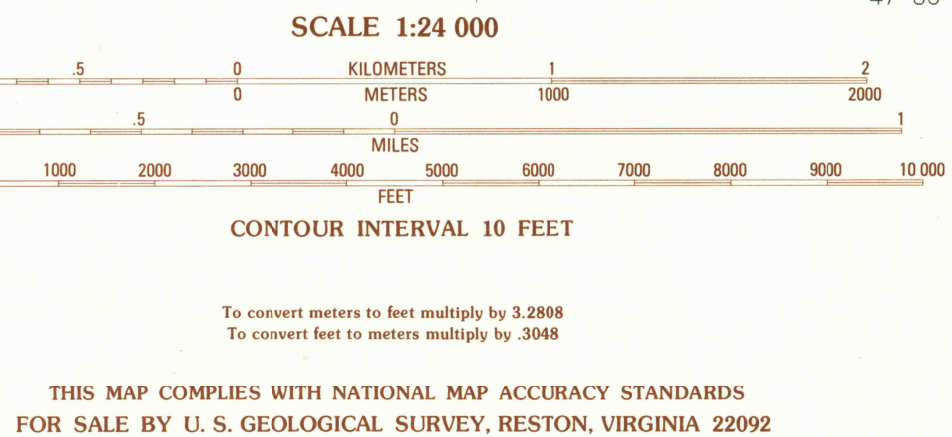 SCALE 1:24 000
.5 0 KILOMETERS 1 2
0 METERS 1000 2000
.5 0 1
MILES
1000 2000 3000 4000 5000 6000 7000 8000 9000 10 000
FEET
CONTOUR INTERVAL 10 FEET
To convert meters to feet multiply by 3.2808
To convert feet to meters multiply by .3048
THIS MAP COMPLIES WITH NATIONAL MAP ACCURACY STANDARDS
FOR SALE BY U. S. GEOLOGICAL SURVEY, RESTON, VIRGINIA 22092